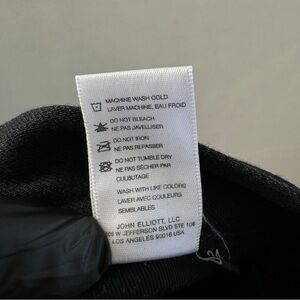 MACHINE WASH COLD
LAVER MACHINE, EAU FROID
DO NOT BLEACH
NE PAS JAVELLISER
DO NOT IRON
NE PAS REPASSER
DO NOT TUMBLE DRY
NE PAS SÉCHER PAR
CULBUTAGE
WASH WITH LIKE COLORS
LAVER AVEC COULEURS
SEMBLABLES
JOHN ELLIOTT, LLC
W JEFFERSON BLVD STE 106
LOS ANGELES 90016 USA